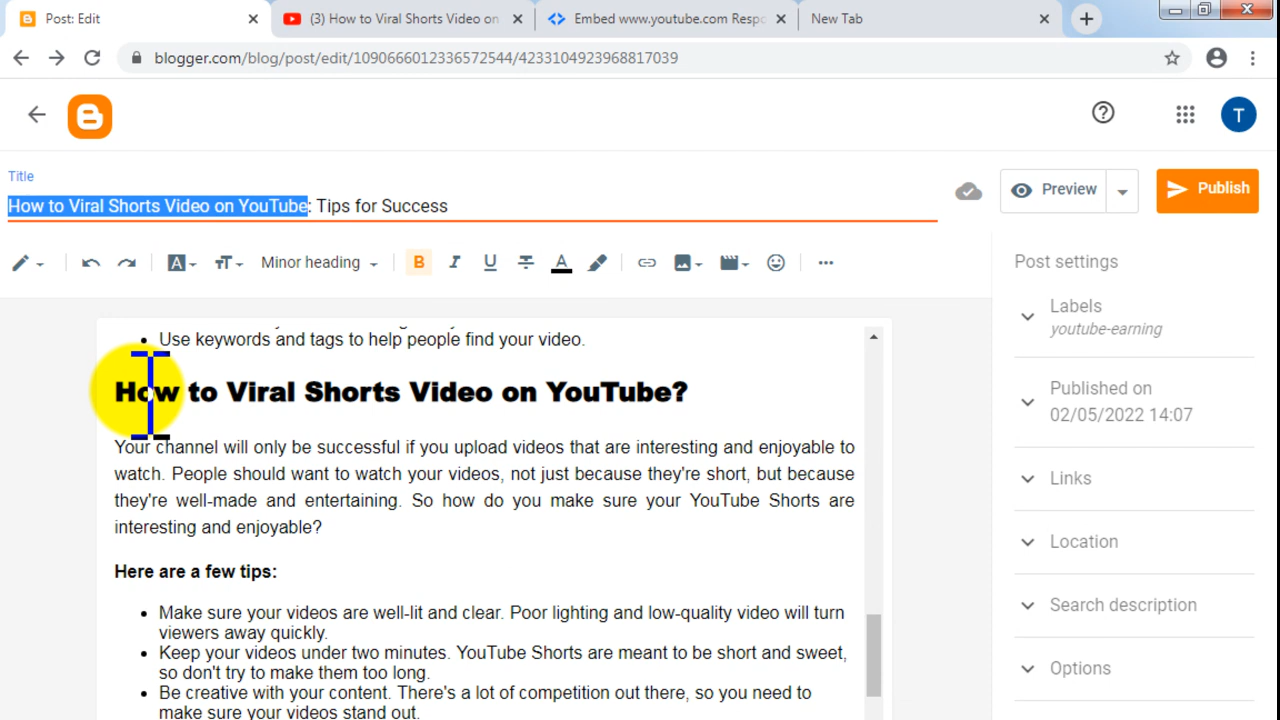 Post: Edit
(3) How to Viral Shorts Video on
Embed www.youtube.com Respo
New Tab
blogger.com/blog/post/edit/1090666012336572544/4233104923968817039
T
Title
How to Viral Shorts Video on YouTube: Tips for Success
Preview
Publish
Minor heading
B I U A
Post settings
Labels
youtube-earning
Published on
02/05/2022 14:07
Links
Location
Search description
Options
Use keywords and tags to help people find your video.
How to Viral Shorts Video on YouTube?
Your channel will only be successful if you upload videos that are interesting and enjoyable to
watch. People should want to watch your videos, not just because they're short, but because
they're well-made and entertaining. So how do you make sure your YouTube Shorts are
interesting and enjoyable?
Here are a few tips:
Make sure your videos are well-lit and clear. Poor lighting and low-quality video will turn
viewers away quickly.
Keep your videos under two minutes. YouTube Shorts are meant to be short and sweet,
so don't try to make them too long.
Be creative with your content. There's a lot of competition out there, so you need to
make sure your videos stand out.